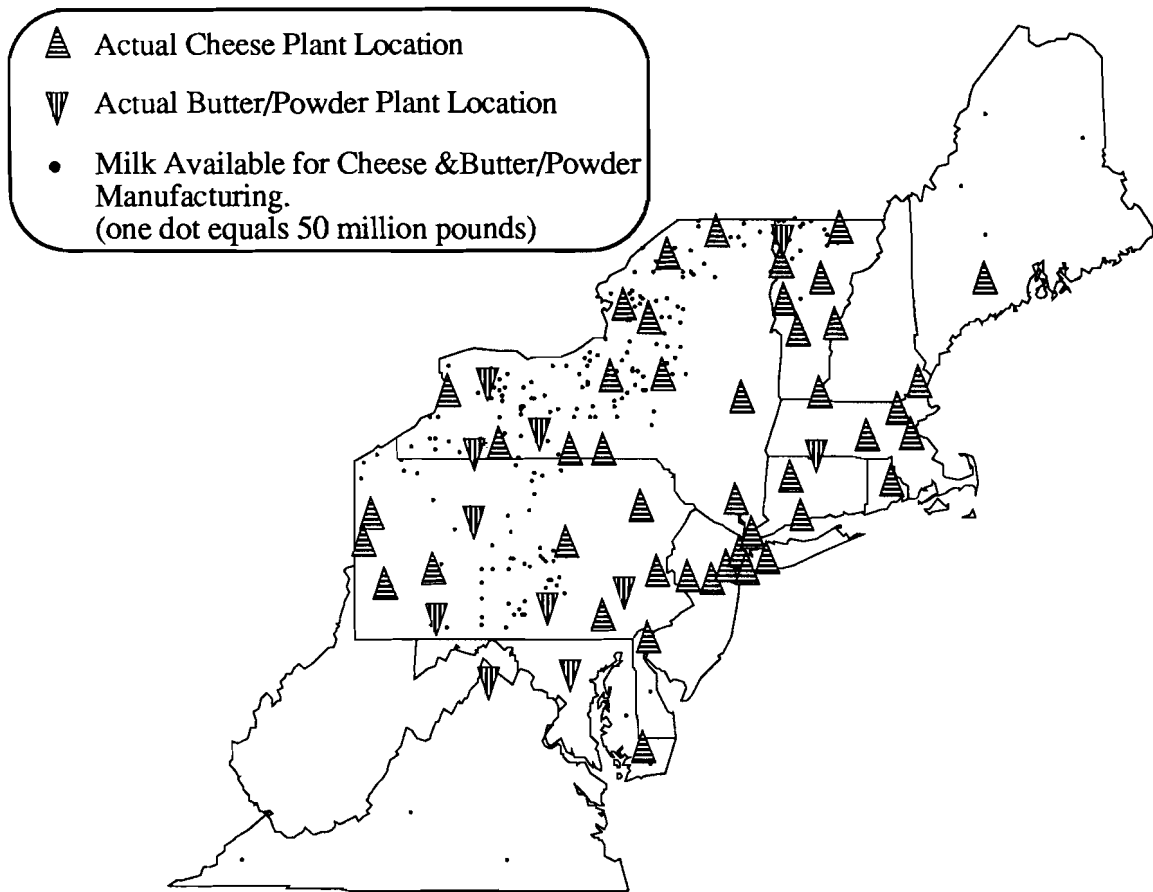 Actual Cheese Plant Location
Actual Butter/Powder Plant Location
Milk Available for Cheese &Butter/Powder
Manufacturing.
(one dot equals 50 million pounds)